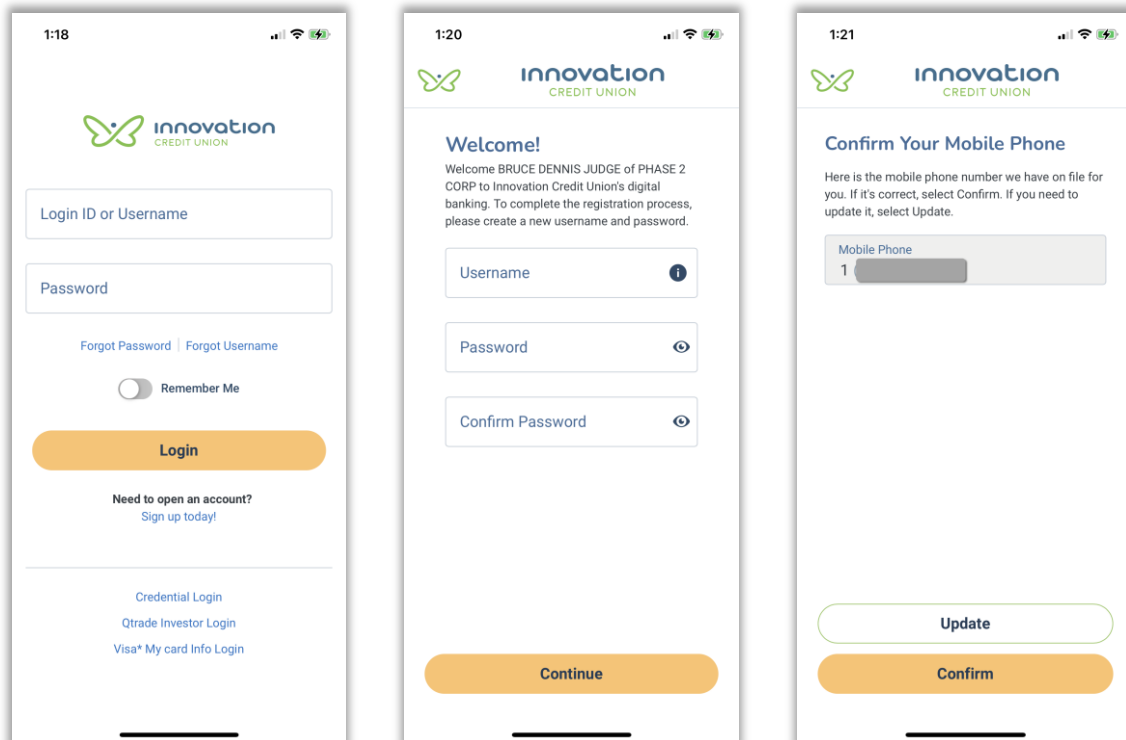 1:18
innovation
CREDIT UNION
Login ID or Username
Password
Forgot Password | Forgot Username
Remember Me
Login
Need to open an account?
Sign up today!
Credential Login
Qtrade Investor Login
Visa* My card Info Login
1:20
innovation
CREDIT UNION
Welcome!
Welcome BRUCE DENNIS JUDGE of PHASE 2
CORP to Innovation Credit Union's digital
banking. To complete the registration process,
please create a new username and password.
Username
Password
Confirm Password
Continue
1:21
innovation
CREDIT UNION
Confirm Your Mobile Phone
Here is the mobile phone number we have on file for
you. If it's correct, select Confirm. If you need to
update it, select Update.
Mobile Phone
1 (
Update
Confirm